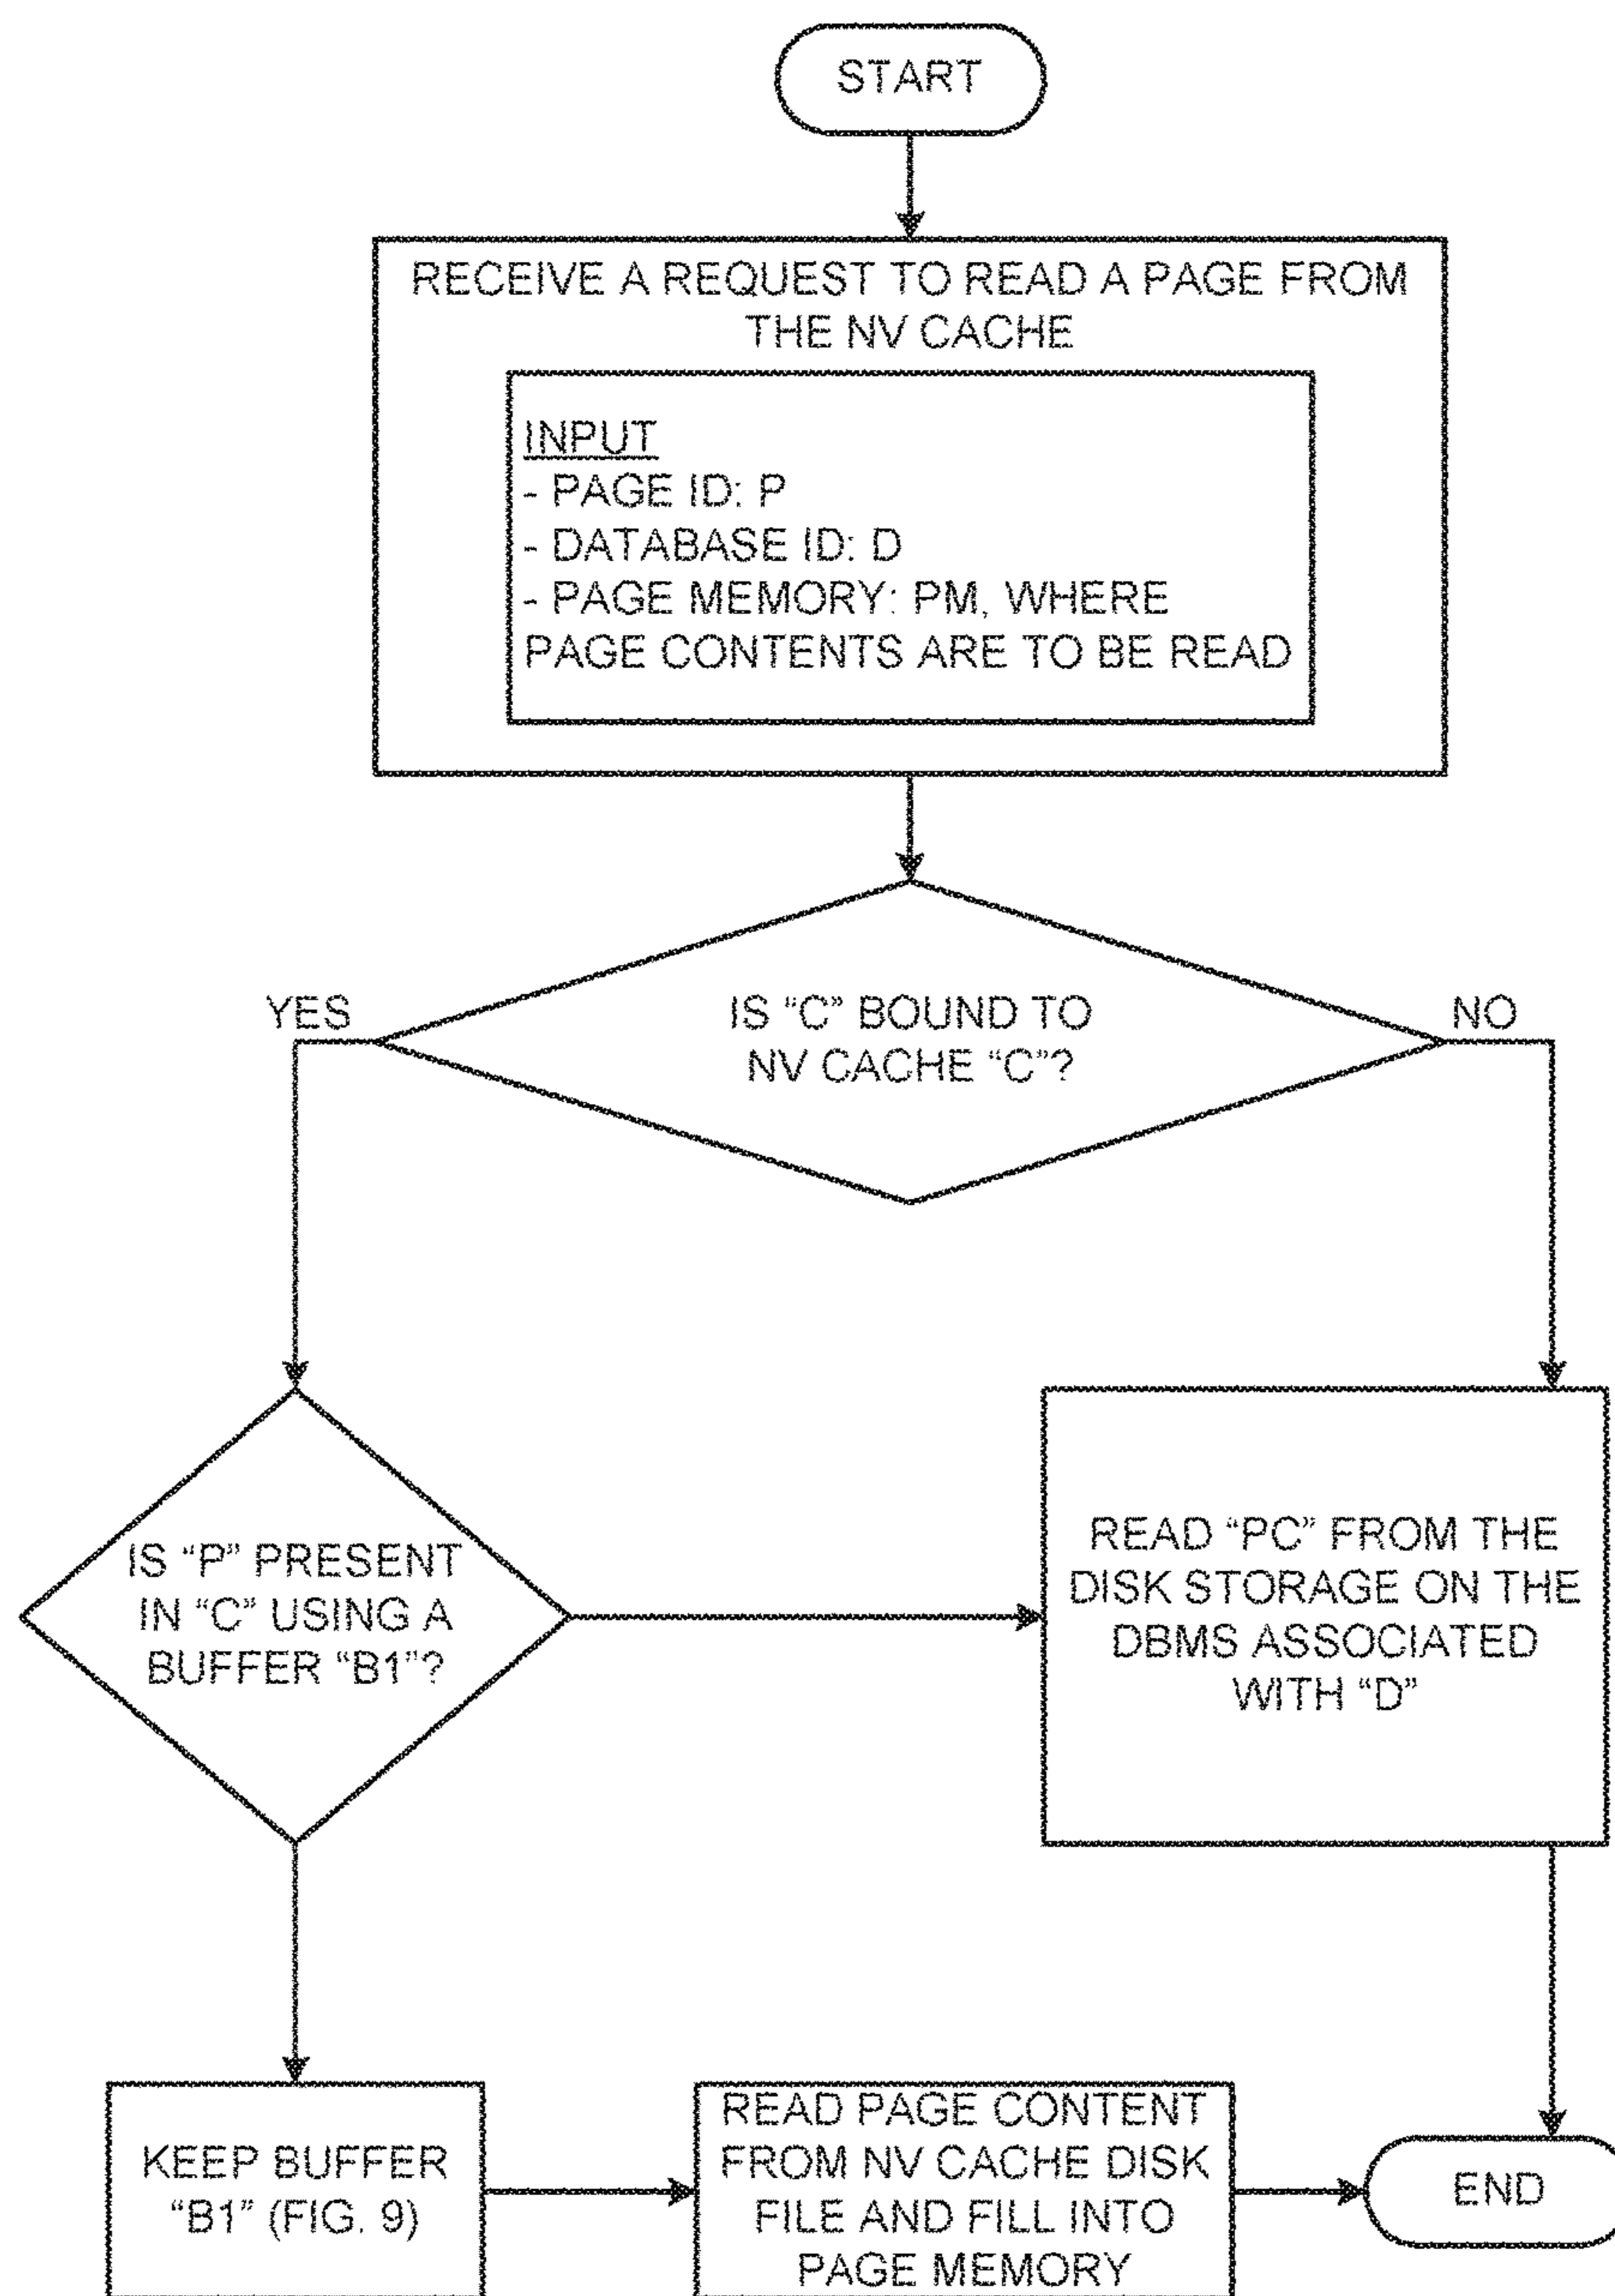 START
RECEIVE A REQUEST TO READ A PAGE FROM
THE NV CACHE
INPUT
- PAGE ID: P
- DATABASE ID: D
- PAGE MEMORY: PM, WHERE
PAGE CONTENTS ARE TO BE READ
YES
IS “C” BOUND TO
NV CACHE “C”?
NO
IS “P” PRESENT
IN “C” USING A
BUFFER “B1”?
READ “PC” FROM THE
DISK STORAGE ON THE
DBMS ASSOCIATED
WITH “D”
KEEP BUFFER
“B1” (FIG. 9)
READ PAGE CONTENT
FROM NV CACHE DISK
FILE AND FILL INTO
PAGE MEMORY
END